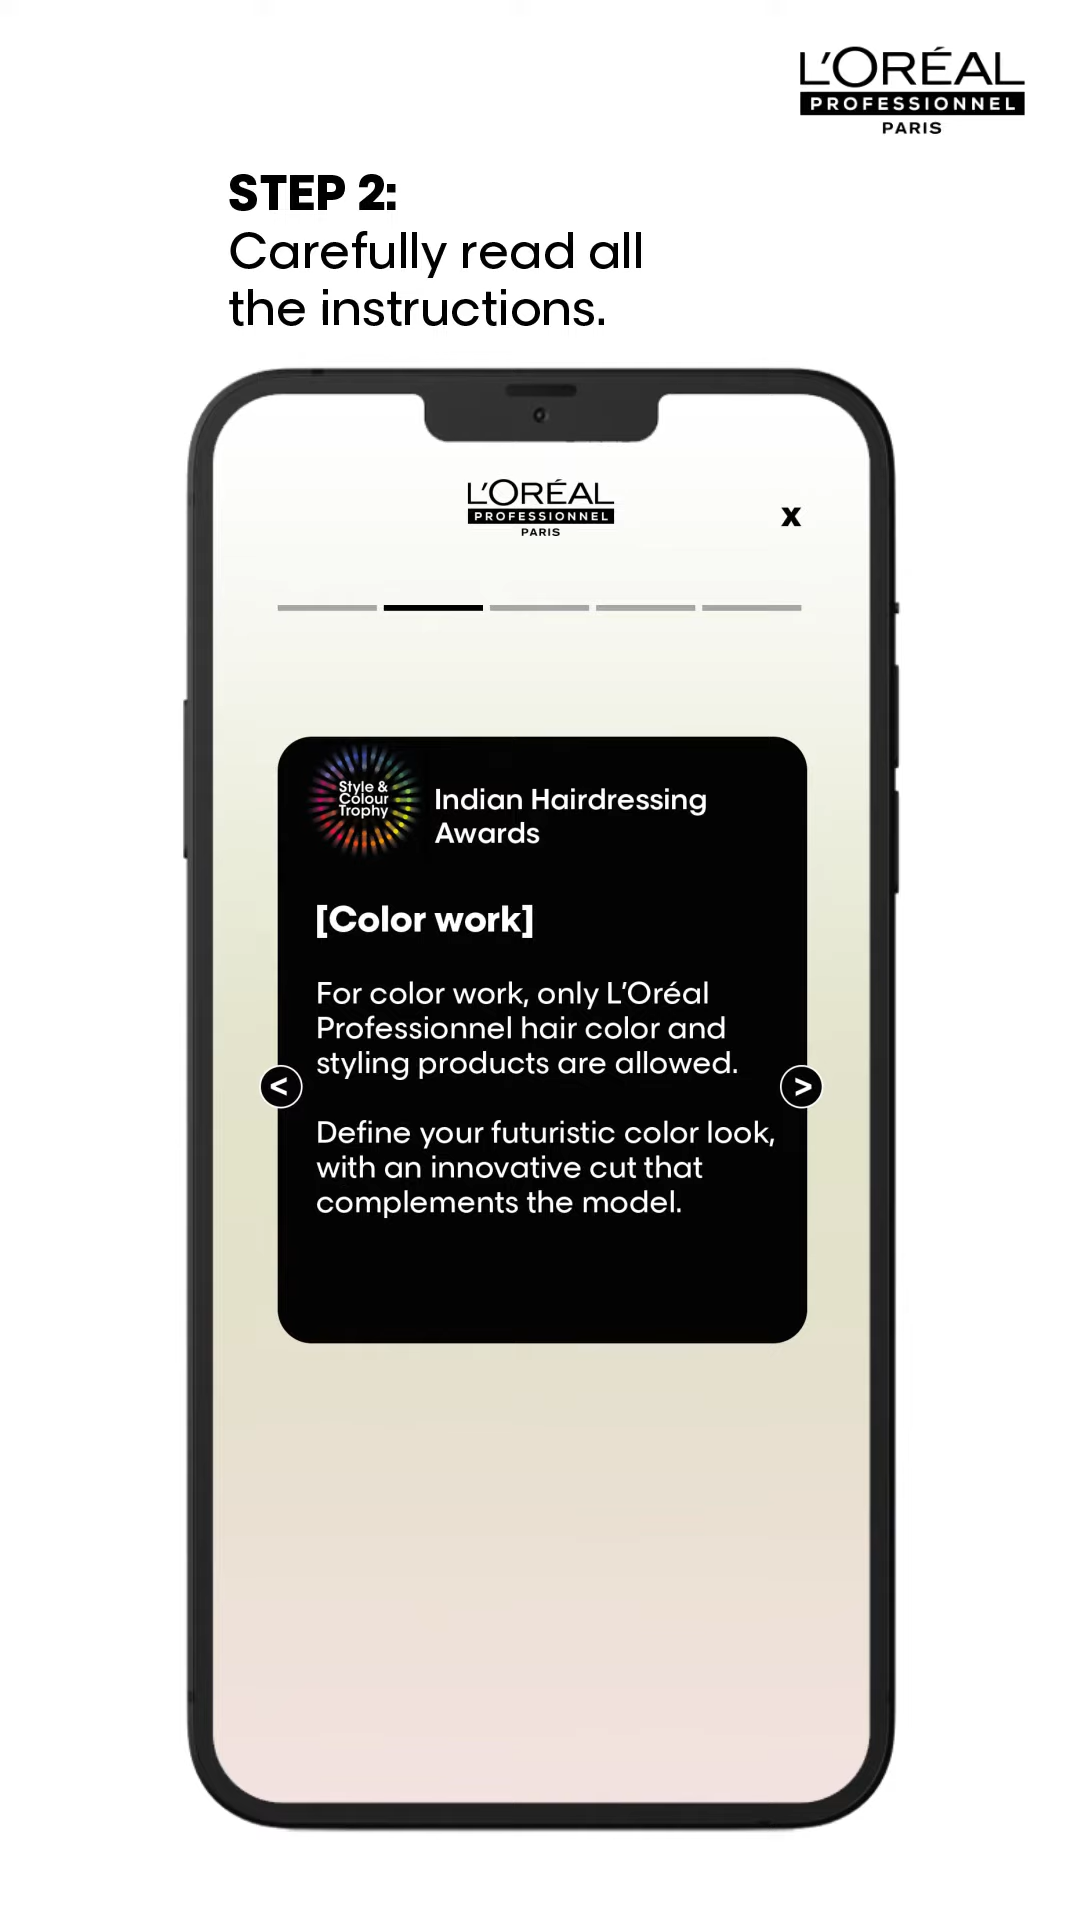 L'ORÉAL
PROFESSIONNEL
PARIS
STEP 2:
Carefully read all
the instructions.
L'ORÉAL
PROFESSIONNEL
PARIS
x
Style &
Colour
Trophy
Indian Hairdressing
Awards
[Color work]
For color work, only L'Oréal
Professionnel hair color and
styling products are allowed.
< >
Define your futuristic color look,
with an innovative cut that
complements the model.